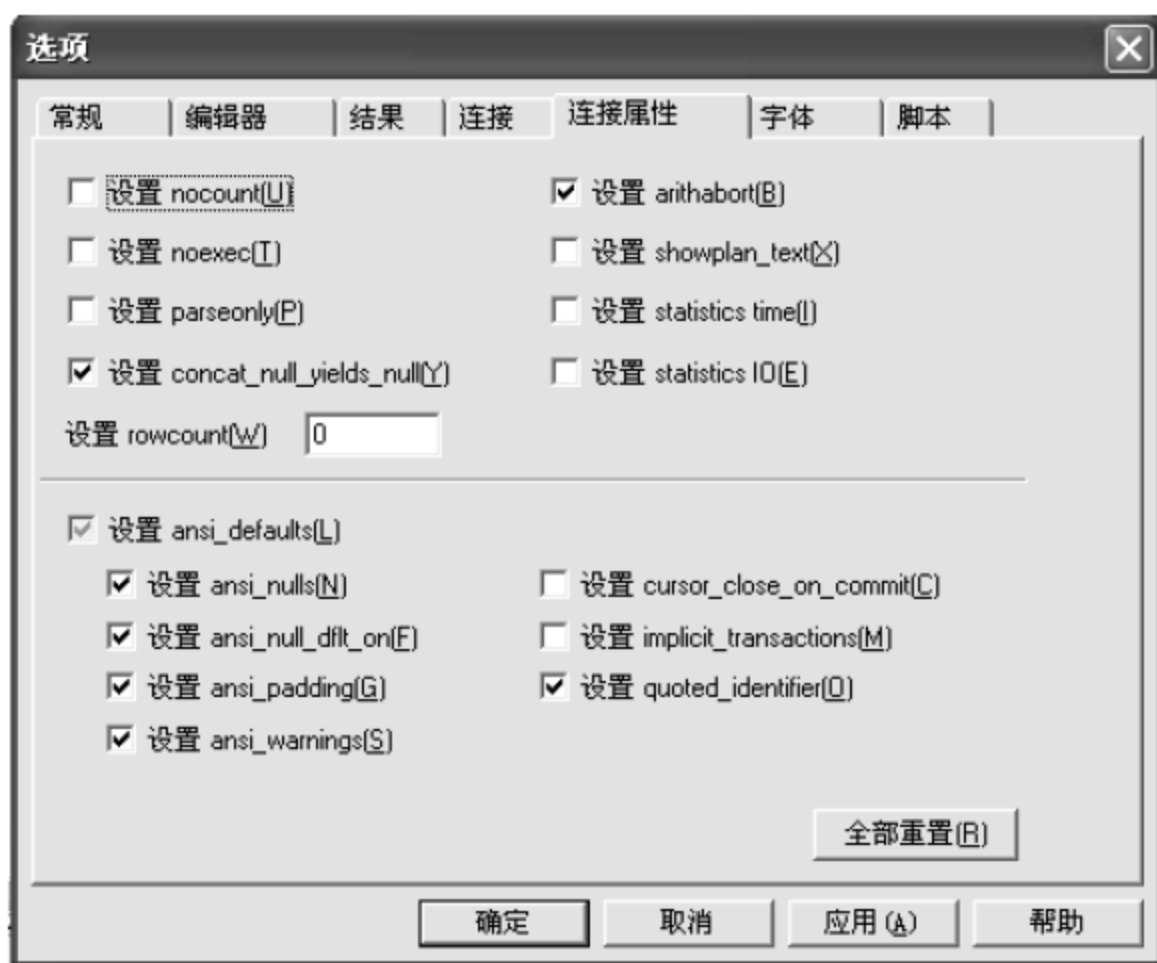 选项
常规 编辑器 结果 连接 连接属性 字体 脚本
设置 nocount(U) 设置 arithabort(B)
设置 noexec(T) 设置 showplan_text(X)
设置 parseonly(P) 设置 statistics time(I)
设置 concat_null_yields_null(Y) 设置 statistics IO(E)
设置 rowcount(W) 0
设置 ansi_defaults(L)
设置 ansi_nulls(N) 设置 cursor_close_on_commit(C)
设置 ansi_null_dflt_on(F) 设置 implicit_transactions(M)
设置 ansi_padding(G) 设置 quoted_identifier(O)
设置 ansi_warnings(S)
全部重置(R)
确定 取消 应用(A) 帮助